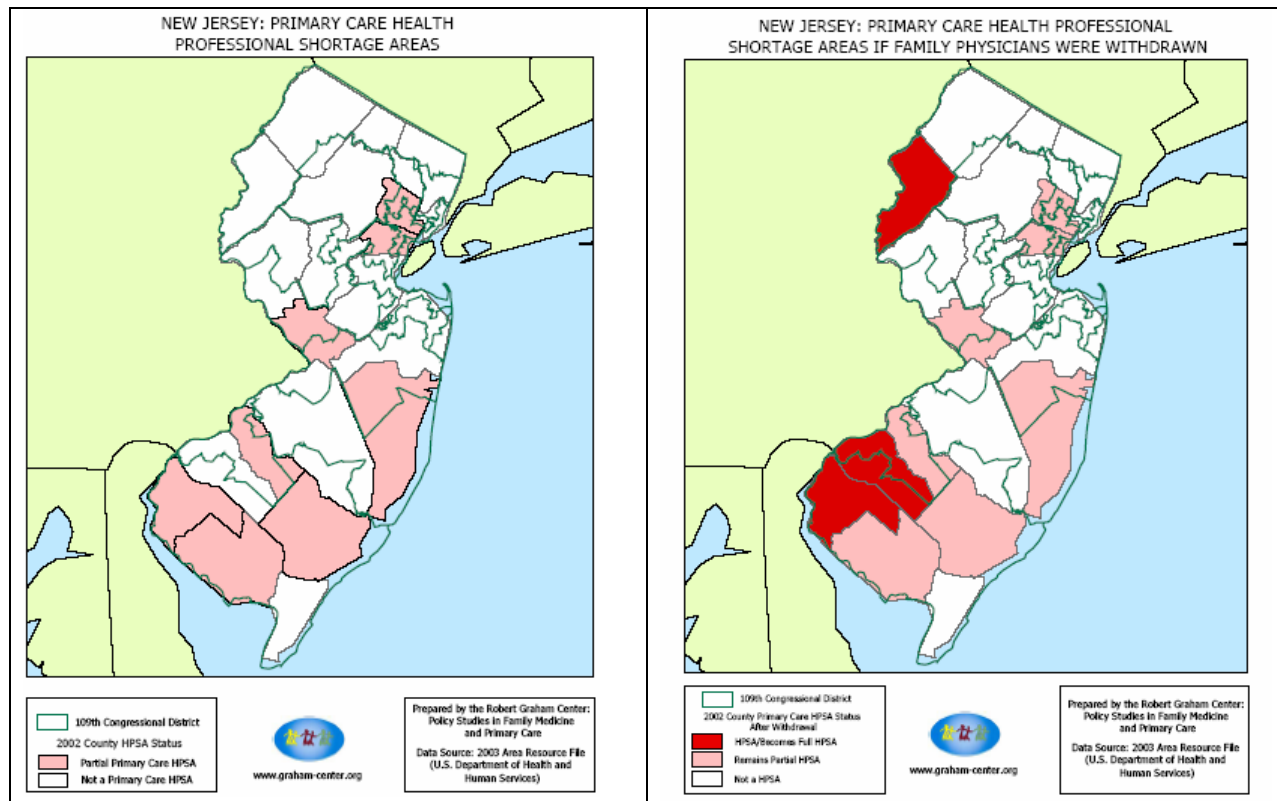 NEW JERSEY: PRIMARY CARE HEALTH
PROFESSIONAL SHORTAGE AREAS
109th Congressional District
2002 County HPSA Status
Partial Primary Care HPSA
Not a Primary Care HPSA
www.graham-center.org
Prepared by the Robert Graham Center:
Policy Studies in Family Medicine
and Primary Care
Data Source: 2003 Area Resource File
(U.S. Department of Health and
Human Services)
NEW JERSEY: PRIMARY CARE HEALTH PROFESSIONAL
SHORTAGE AREAS IF FAMILY PHYSICIANS WERE WITHDRAWN
109th Congressional District
2002 County Primary Care HPSA Status
After Withdrawal
HPSA/Becomes Full HPSA
Remains Partial HPSA
Not a HPSA
www.graham-center.org
Prepared by the Robert Graham Center:
Policy Studies in Family Medicine
and Primary Care
Data Source: 2003 Area Resource File
(U.S. Department of Health and
Human Services)